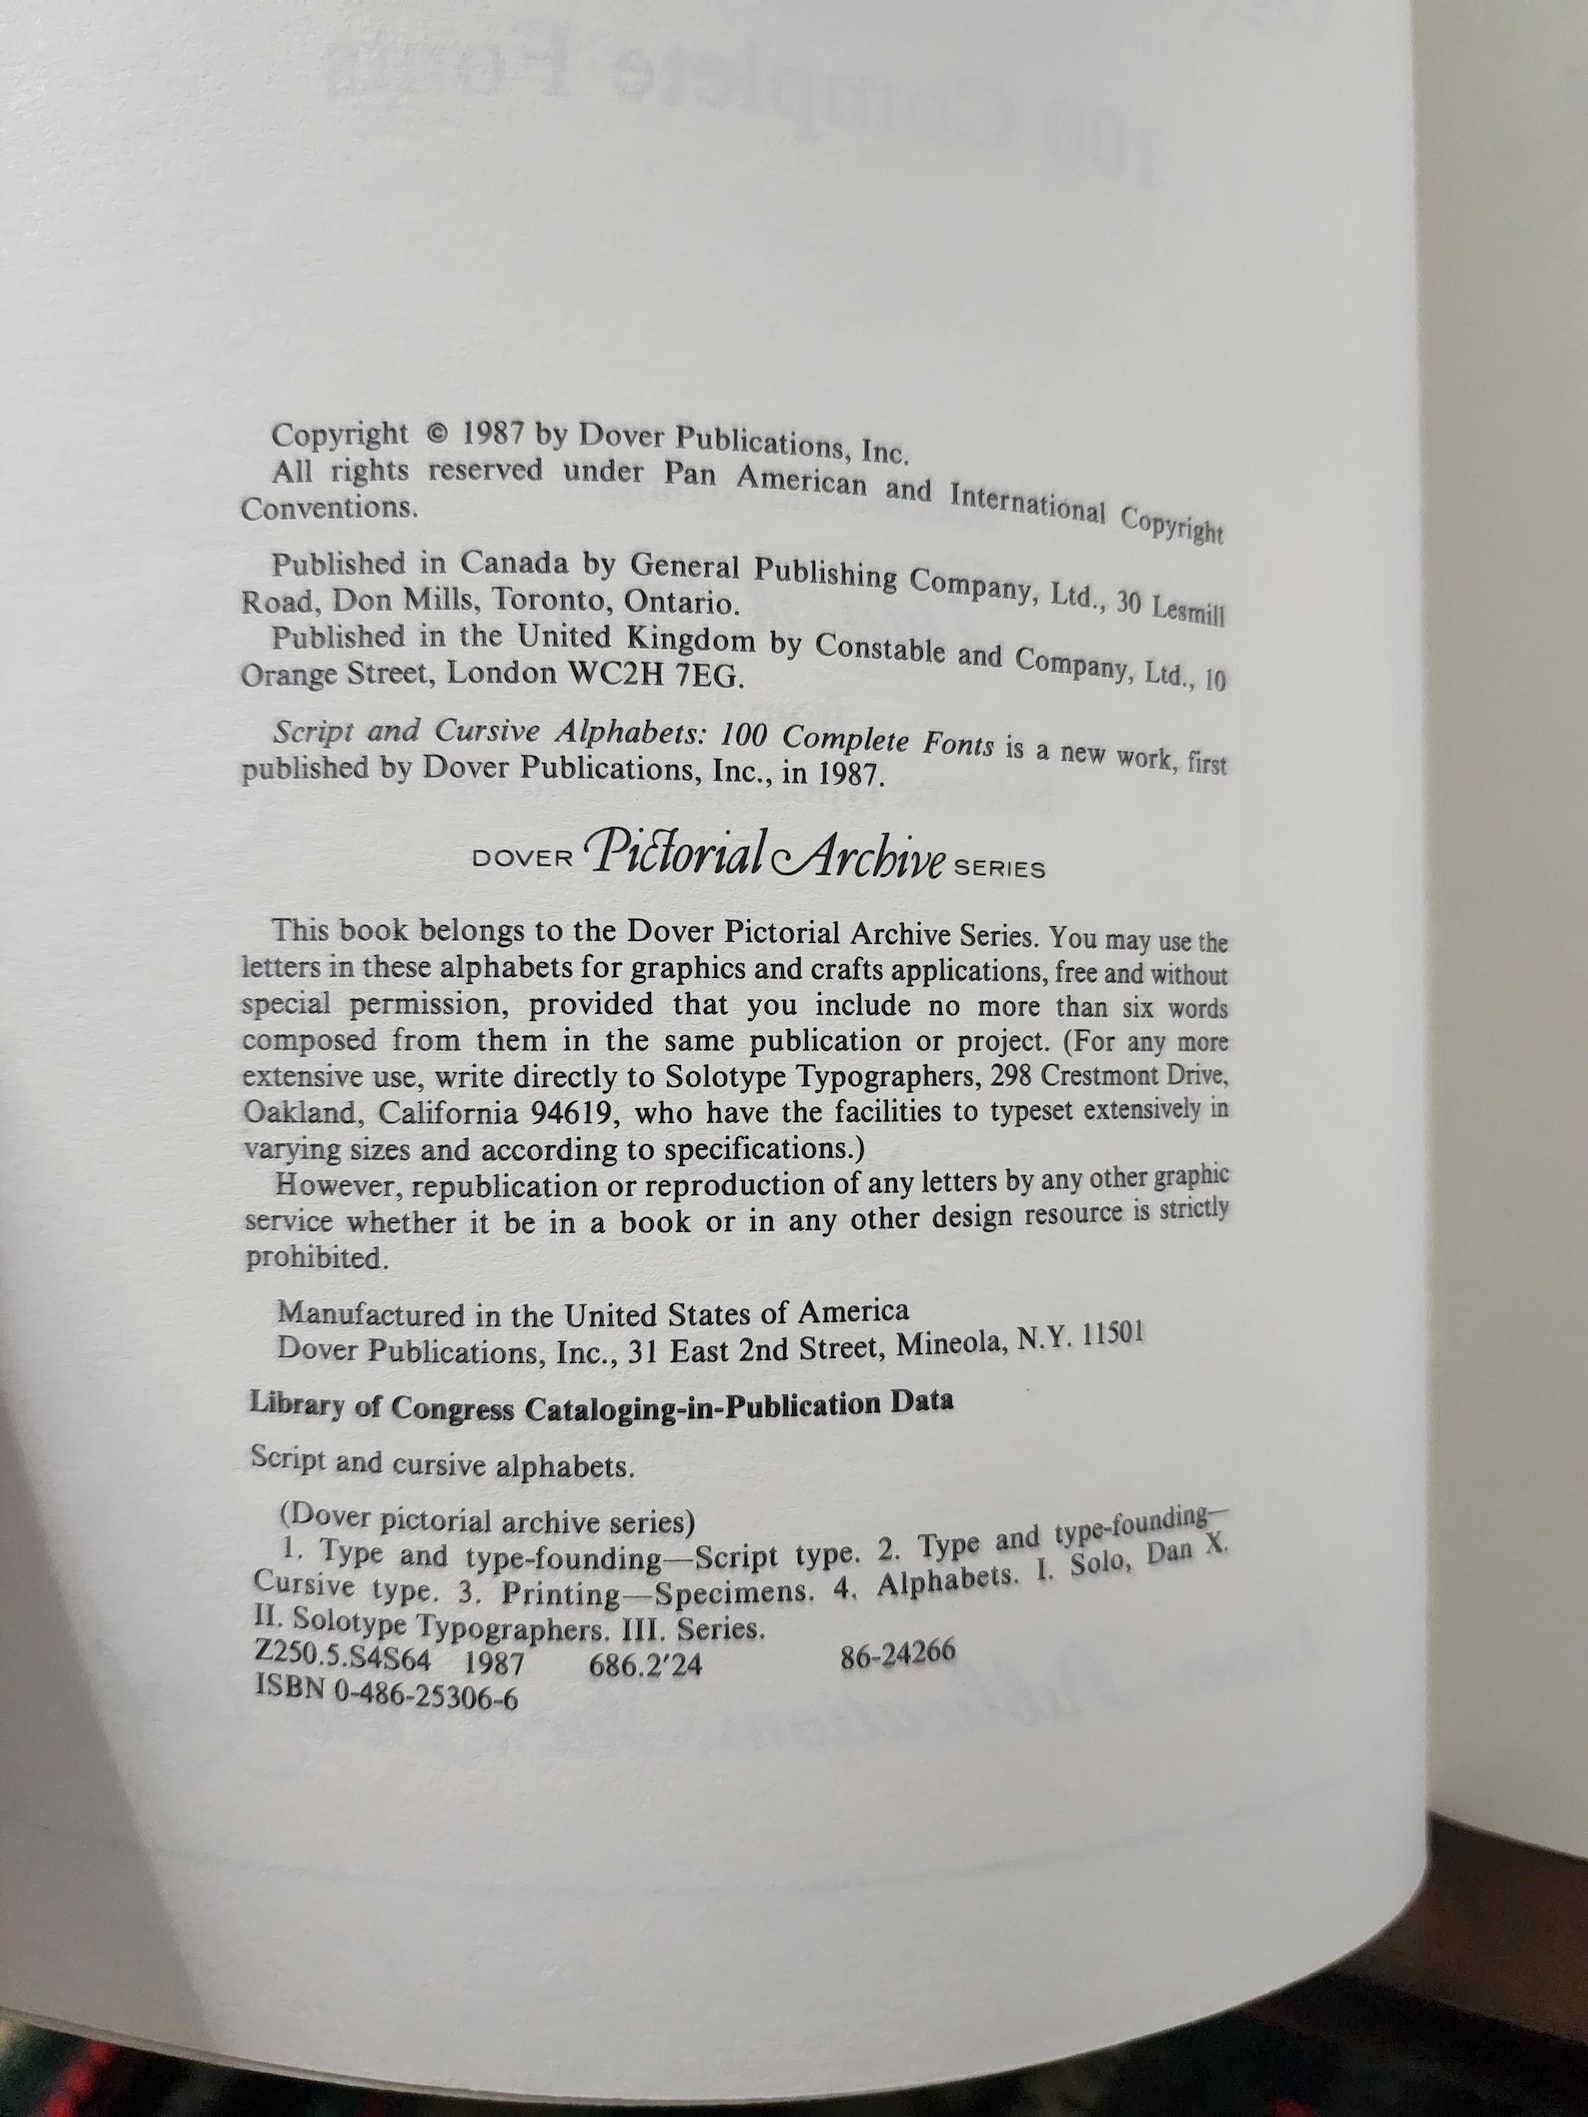 Copyright © 1987 by Dover Publications, Inc.
All rights reserved under Pan American and International Copyright
Conventions.
Published in Canada by General Publishing Company, Ltd., 30 Lesmill
Road, Don Mills, Toronto, Ontario.
Published in the United Kingdom by Constable and Company, Ltd., 10
Orange Street, London WC2H 7EG.
Script and Cursive Alphabets: 100 Complete Fonts is a new work, first
published by Dover Publications, Inc., in 1987.
DOVER Pictorial Archive SERIES
This book belongs to the Dover Pictorial Archive Series. You may use the
letters in these alphabets for graphics and crafts applications, free and without
special permission, provided that you include no more than six words
composed from them in the same publication or project. (For any more
extensive use, write directly to Solotype Typographers, 298 Crestmont Drive,
Oakland, California 94619, who have the facilities to typeset extensively in
varying sizes and according to specifications.)
However, republication or reproduction of any letters by any other graphic
service whether it be in a book or in any other design resource is strictly
prohibited.
Manufactured in the United States of America
Dover Publications, Inc., 31 East 2nd Street, Mineola, N.Y. 11501
Library of Congress Cataloging-in-Publication Data
Script and cursive alphabets.
(Dover pictorial archive series)
1. Type and type-founding—Script type. 2. Type and type-founding—
Cursive type. 3. Printing—Specimens. 4. Alphabets. I. Solo, Dan X.
II. Solotype Typographers. III. Series.
Z250.5.S4S64 1987 686.2′24 86-24266
ISBN 0-486-25306-6